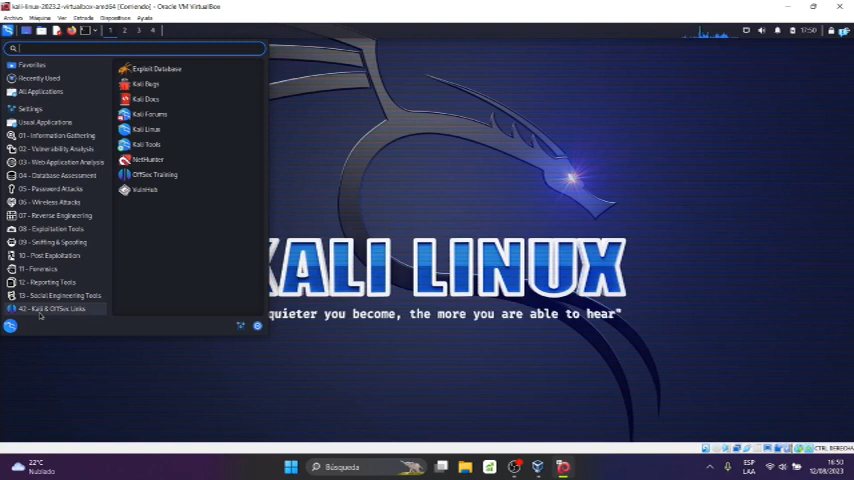 kali-linux-2023.2-virtualbox-amd64 [Corriendo] - Oracle VM VirtualBox
Archivo Máquina Ver Entrada Dispositivos Ayuda
1 2 3 4
17:50
Favorites
Recently Used
All Applications
Settings
Usual Applications
01 - Information Gathering
02 - Vulnerability Analysis
03 - Web Application Analysis
04 - Database Assessment
05 - Password Attacks
06 - Wireless Attacks
07 - Reverse Engineering
08 - Exploitation Tools
09 - Sniffing & Spoofing
10 - Post Exploitation
11 - Forensics
12 - Reporting Tools
13 - Social Engineering Tools
42 - Kali & OffSec Links
Exploit Database
Kali Bugs
Kali Docs
Kali Forums
Kali Linux
Kali Tools
NetHunter
OffSec Training
VulnHub
KALI LINUX
quieter you become, the more you are able to hear"
CTRL DERECHA
22°C
Nublado
Búsqueda
ESP
LAA
16:50
12/08/2023